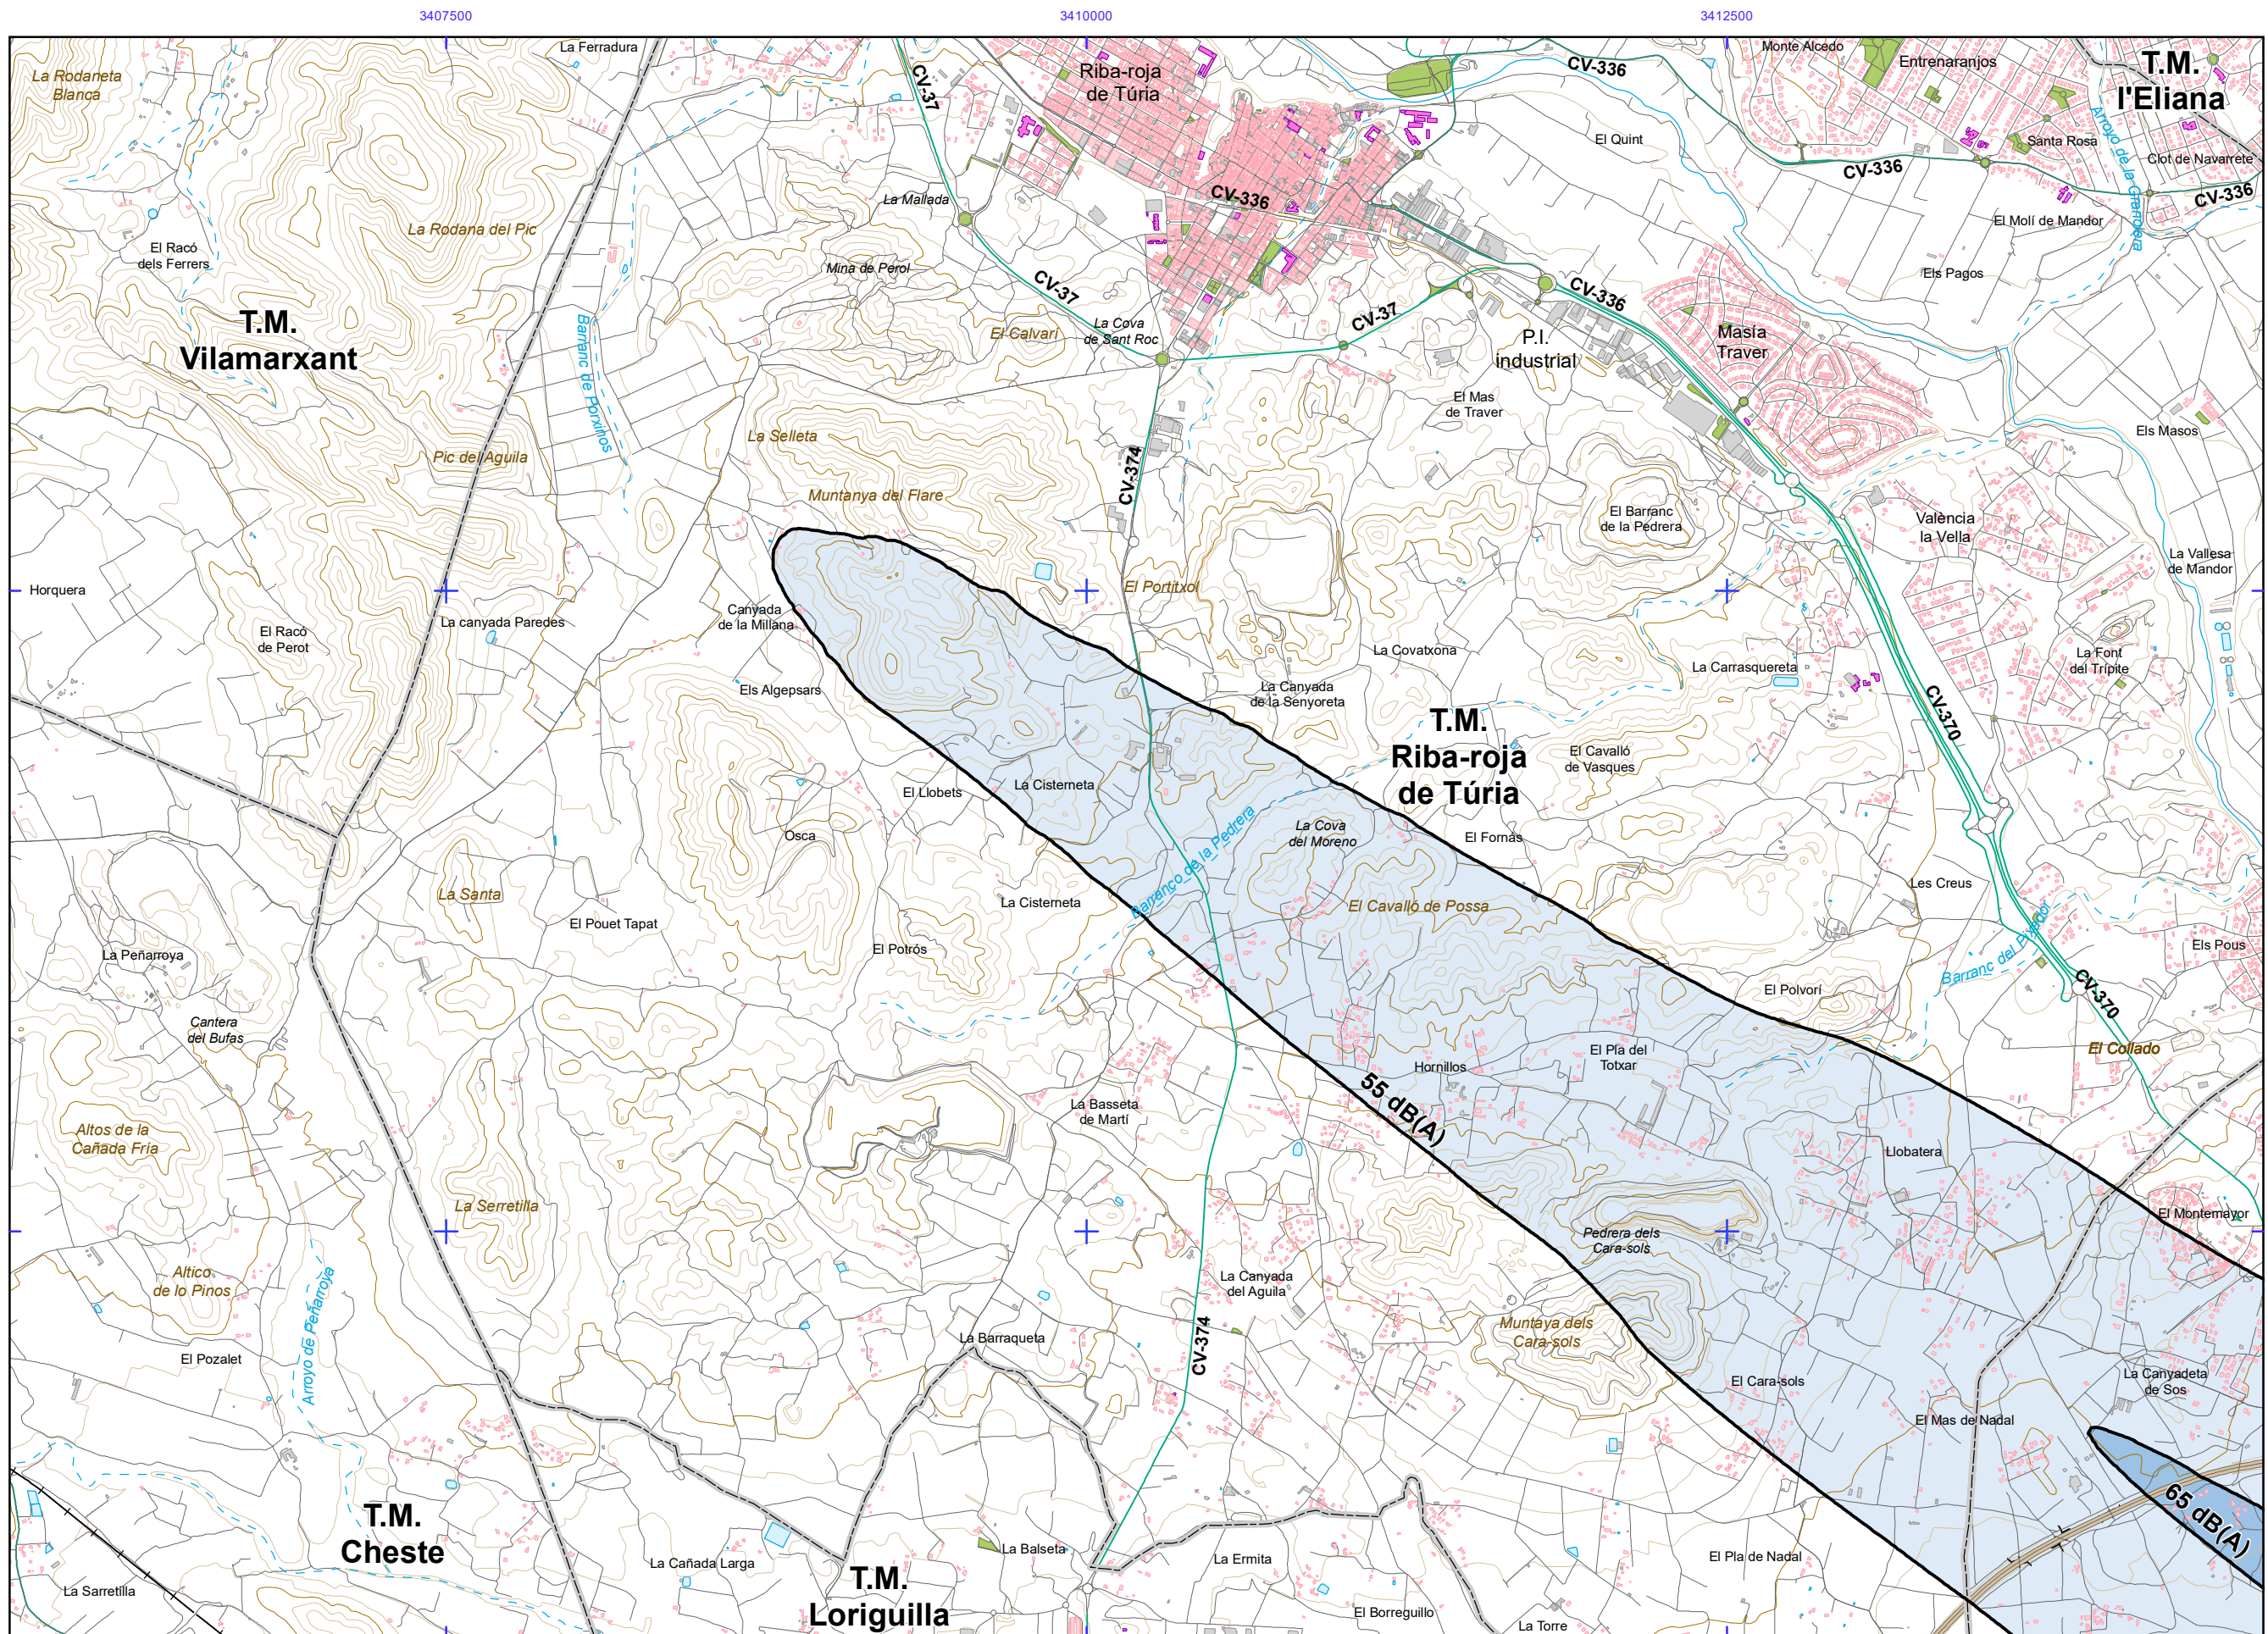 3407500
3410000
3412500
La Rodaneta
Blanca
La Ferradura
CV-37
Riba-roja
de Túria
CV-336
Monte Alcedo
Entrenaranjos
T.M.
l'Eliana
El Quint
Santa Rosa
Arroyo de la Granolera
Clot de Navarrete
CV-336
CV-336
La Mallada
CV-336
El Molí de Mandor
La Rodana del Pic
El Racó
dels Ferrers
Mina de Perol
Els Pagos
CV-37
CV-336
T.M.
Vilamarxant
Barranc de Porxinos
El Calvari
La Cova
de Sant Roc
CV-37
P.I.
industrial
Masía
Traver
El Mas
de Traver
La Selleta
Els Masos
Pic del Aguila
CV-374
Muntanya del Flare
El Barranc
de la Pedrera
València
la Vella
La Vallesa
de Mandor
Horquera
El Portitxol
La canyada Paredes
Canyada
de la Millana
El Racó
de Perot
La Covatxona
La Carrasquereta
La Font
del Trípite
Els Algepsars
La Canyada
de la Senyoreta
CV-370
T.M.
Riba-roja
de Túria
El Cavalló
de Vasques
La Cisterneta
El Llobets
Osca
Barranco de la Pedrera
La Cova
del Moreno
El Fornás
La Santa
Les Creus
La Cisterneta
El Cavalló de Possa
El Pouet Tapat
El Potrós
La Peñarroya
Barranc del Pixador
Els Pous
El Polvorí
CV-370
Cantera
del Bufas
El Collado
El Pla del
Totxar
Hornillos
55 dB(A)
La Basseta
de Martí
Altos de la
Cañada Fria
Llobatera
La Serretilla
El Montemayor
Pedrera dels
Cara-sols
Altico
de lo Pinos
Arroyo de Peñarroya
La Canyada
del Aguila
Muntaya dels
Cara-sols
La Barraqueta
CV-374
El Pozalet
El Cara-sols
La Canyadeta
de Sos
El Mas de Nadal
65 dB(A)
T.M.
Cheste
La Balseta
La Cañada Larga
La Ermita
El Pla de Nadal
T.M.
Loriguilla
La Sarretilla
El Borreguillo
La Torre